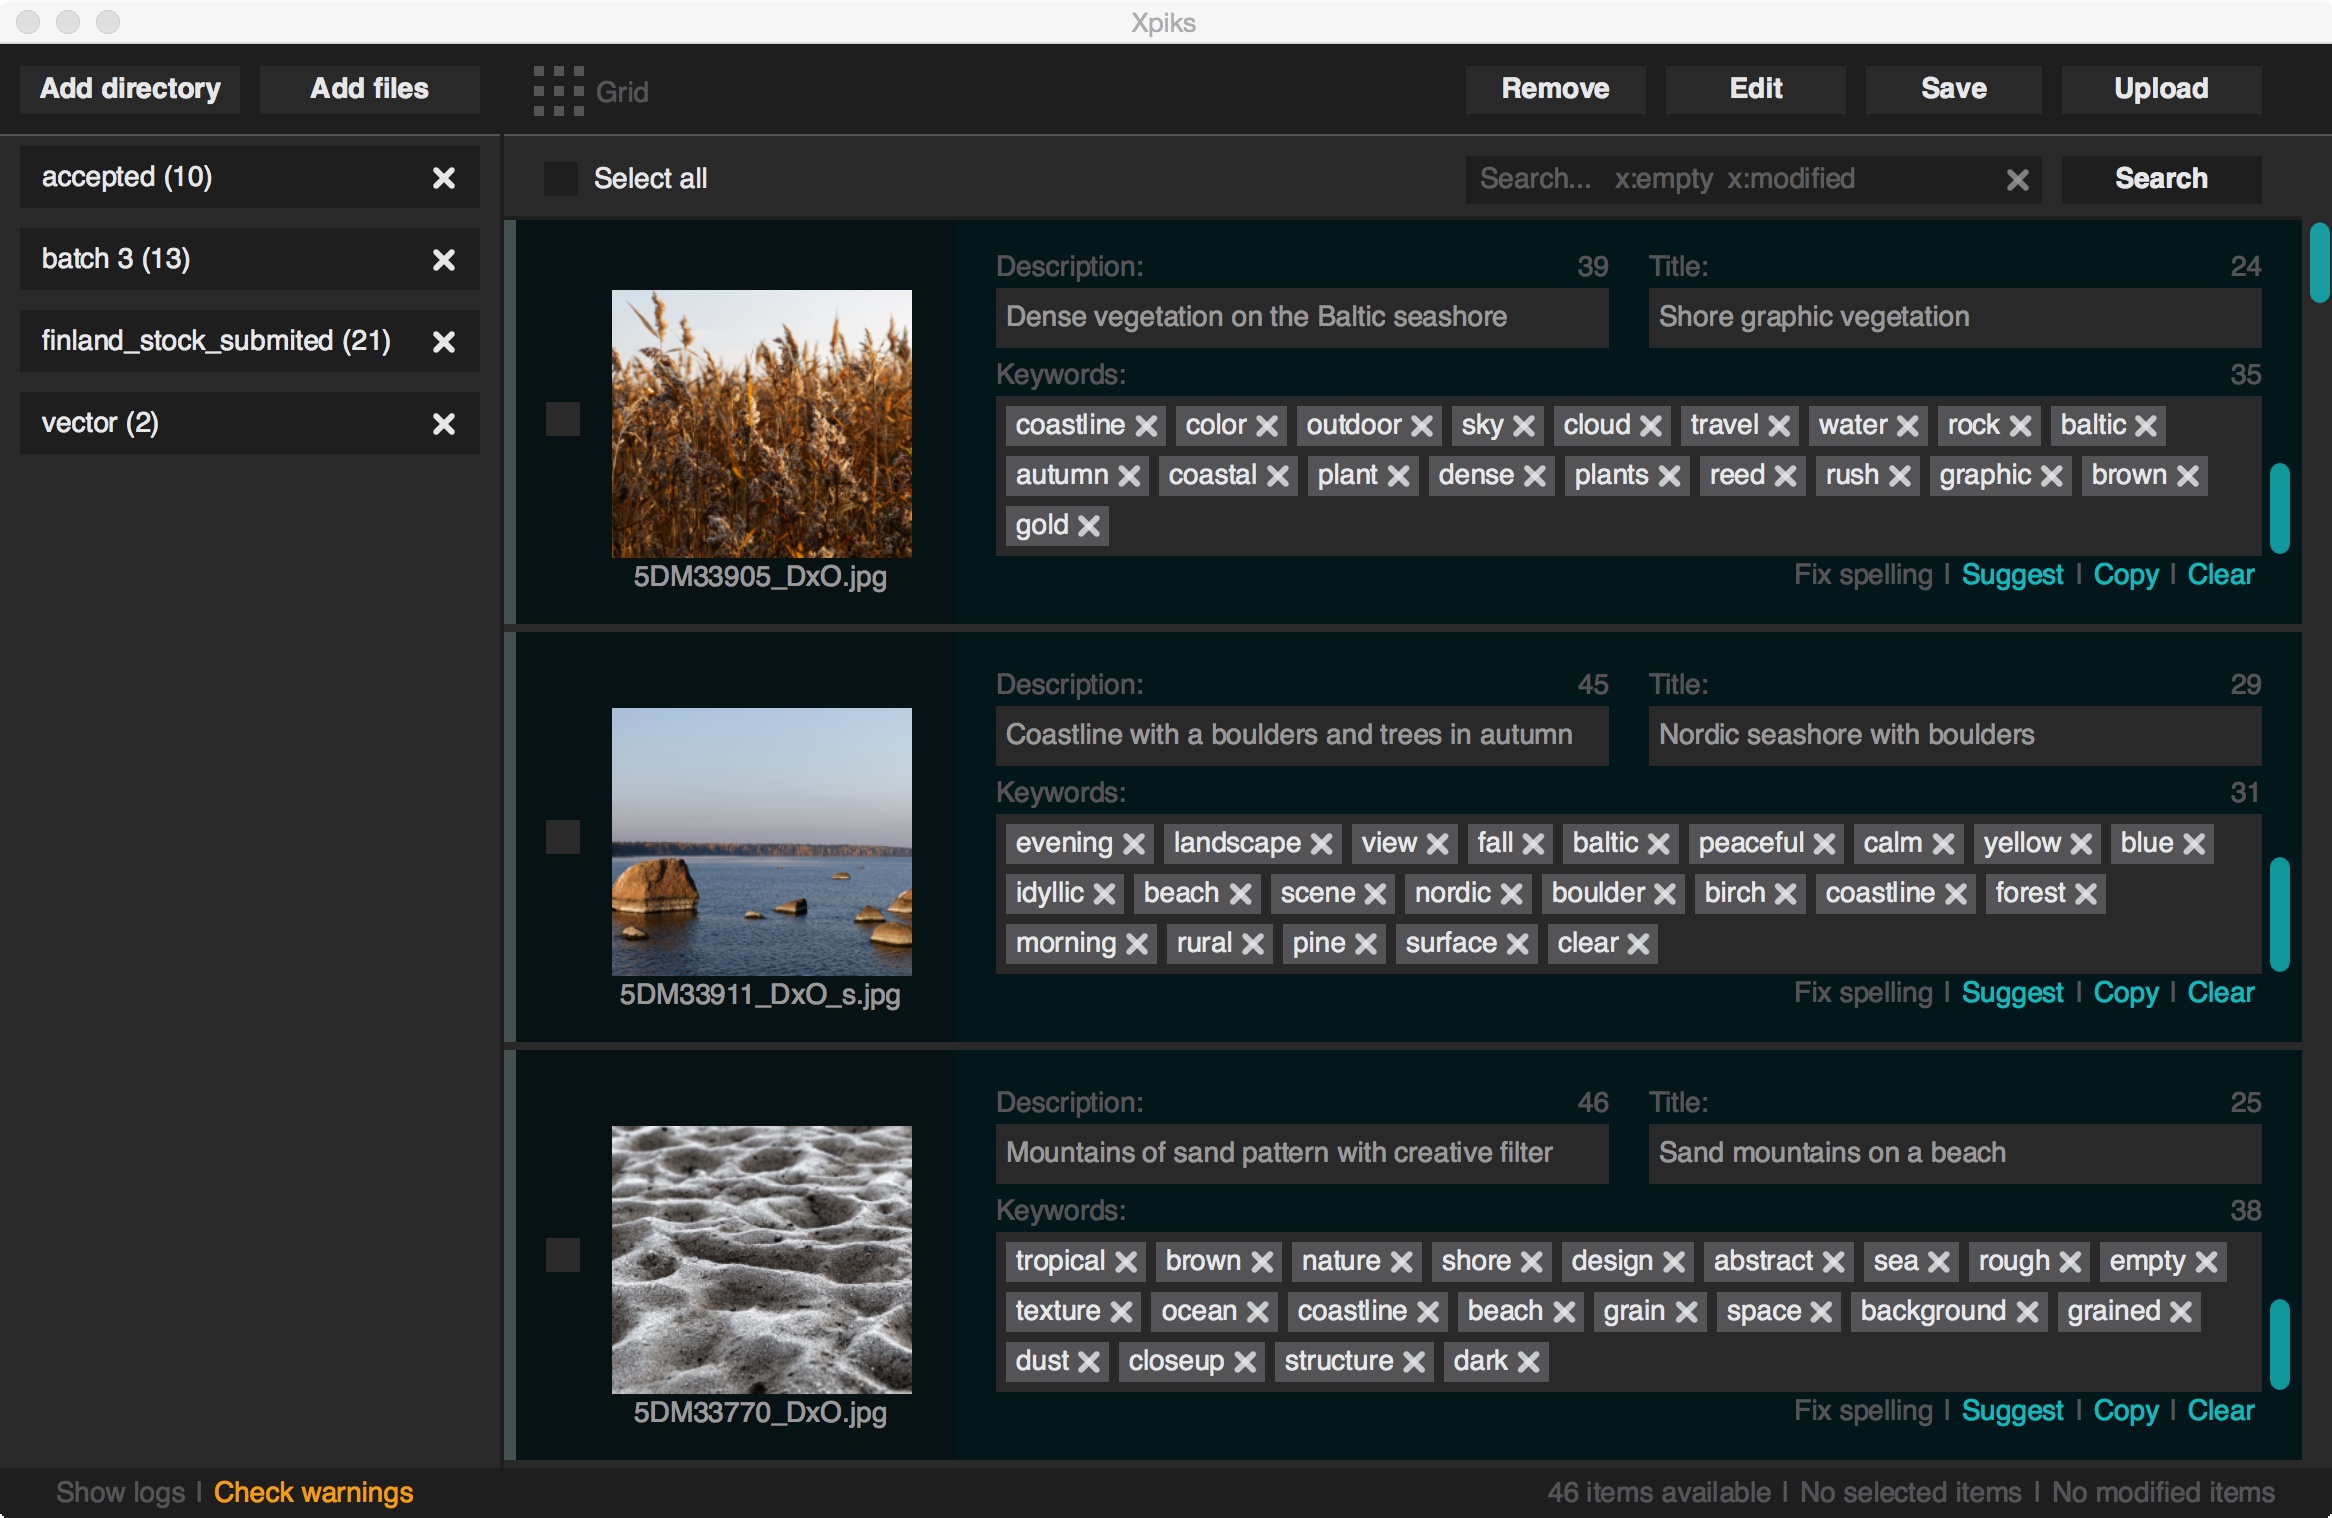 Xpiks
Add directory Add files Grid Remove Edit Save Upload
accepted (10)
batch 3 (13)
finland_stock_submited (21)
vector (2)
Select all Search... x:empty x:modified Search
Description: 39 Title: 24
Dense vegetation on the Baltic seashore Shore graphic vegetation
Keywords: 35
coastline color outdoor sky cloud travel water rock baltic
autumn coastal plant dense plants reed rush graphic brown
gold
5DM33905_DxO.jpg
Fix spelling | Suggest | Copy | Clear
Description: 45 Title: 29
Coastline with a boulders and trees in autumn Nordic seashore with boulders
Keywords: 31
evening landscape view fall baltic peaceful calm yellow blue
idyllic beach scene nordic boulder birch coastline forest
morning rural pine surface clear
5DM33911_DxO_s.jpg
Fix spelling | Suggest | Copy | Clear
Description: 46 Title: 25
Mountains of sand pattern with creative filter Sand mountains on a beach
Keywords: 38
tropical brown nature shore design abstract sea rough empty
texture ocean coastline beach grain space background grained
dust closeup structure dark
5DM33770_DxO.jpg
Fix spelling | Suggest | Copy | Clear
Show logs | Check warnings 46 items available | No selected items | No modified items